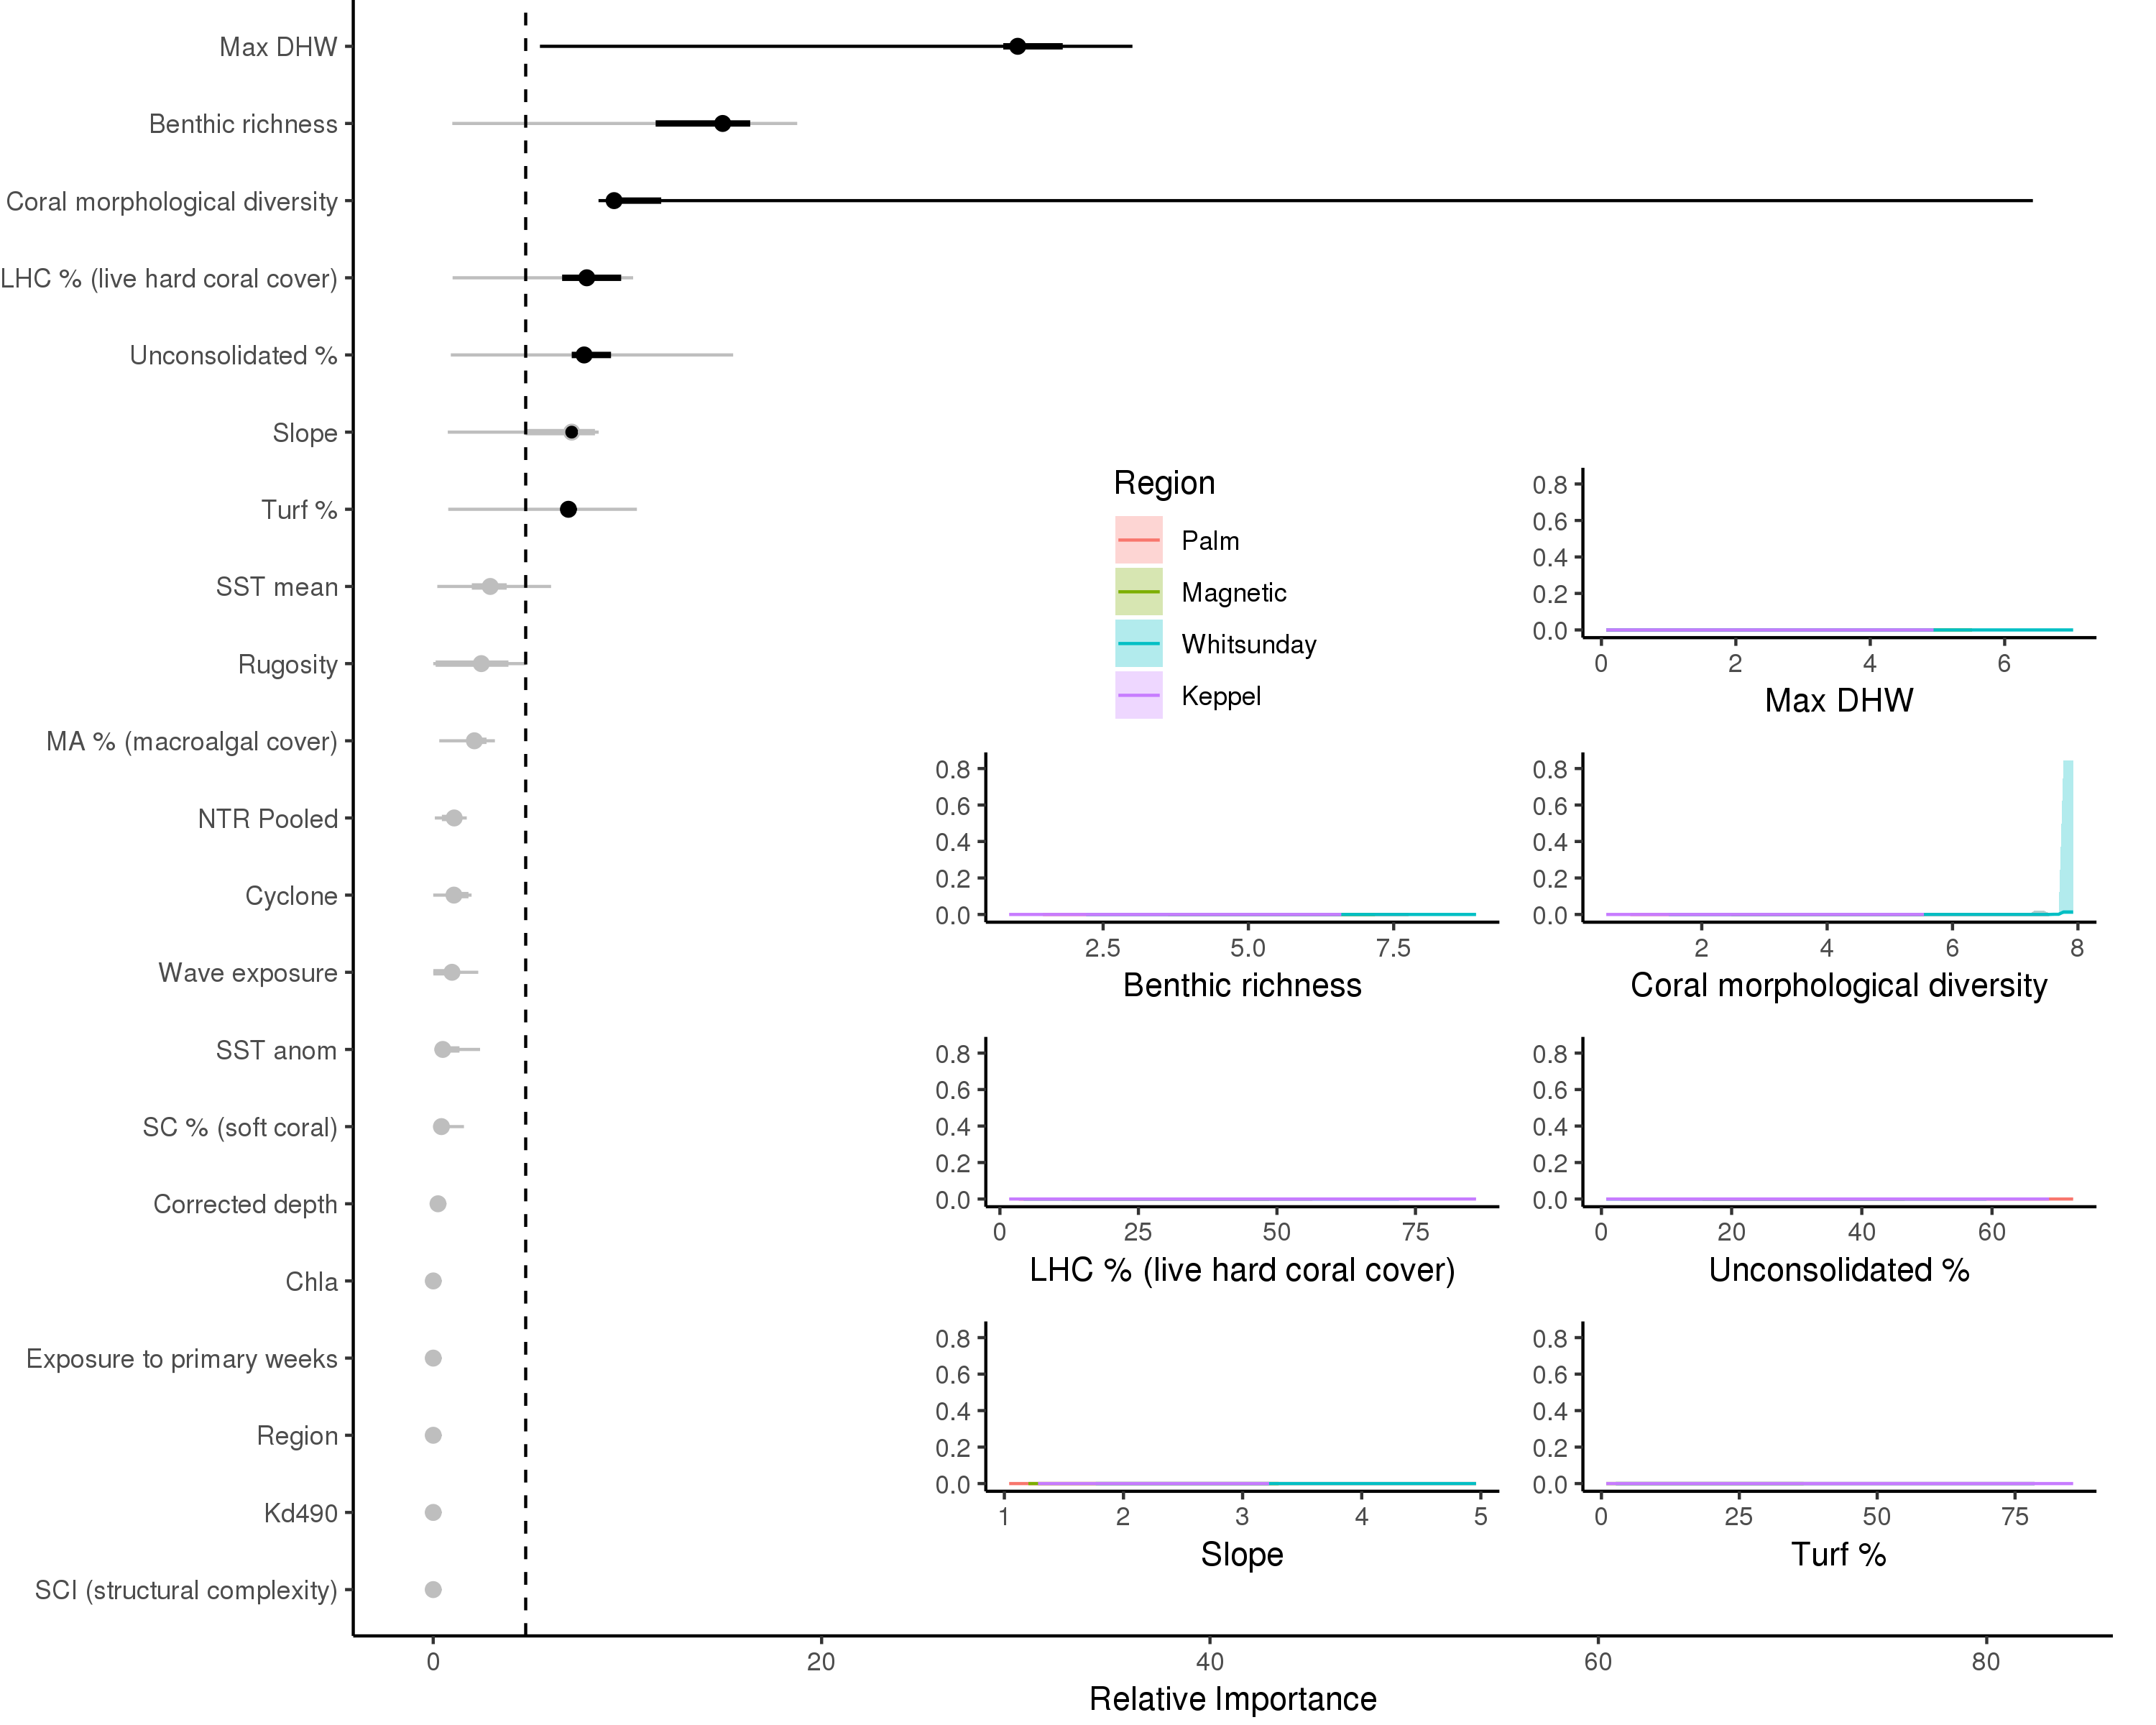 Max DHW
Benthic richness
Coral morphological diversity
LHC % (live hard coral cover)
Unconsolidated %
Slope
Turf %
SST mean
Rugosity
MA % (macroalgal cover)
NTR Pooled
Cyclone
Wave exposure
SST anom
SC % (soft coral)
Corrected depth
Chla
Exposure to primary weeks
Region
Kd490
SCI (structural complexity)
0 20 40 60 80
Relative Importance
Region
Palm
Magnetic
Whitsunday
Keppel
0.8
0.6
0.4
0.2
0.0
0 2 4 6
Max DHW
0.8
0.6
0.4
0.2
0.0
2.5 5.0 7.5
Benthic richness
0.8
0.6
0.4
0.2
0.0
2 4 6 8
Coral morphological diversity
0.8
0.6
0.4
0.2
0.0
0 25 50 75
LHC % (live hard coral cover)
0.8
0.6
0.4
0.2
0.0
0 20 40 60
Unconsolidated %
0.8
0.6
0.4
0.2
0.0
1 2 3 4 5
Slope
0.8
0.6
0.4
0.2
0.0
0 25 50 75
Turf %